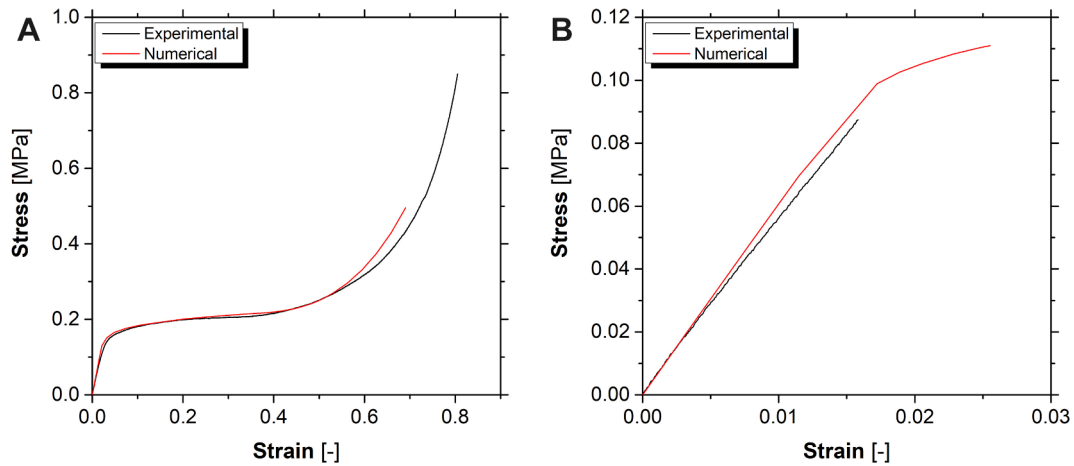 A
Experimental
Numerical
1.0
0.8
0.6
0.4
0.2
0.0
Stress [MPa]
0.0 0.2 0.4 0.6 0.8
Strain [-]
B
Experimental
Numerical
0.12
0.10
0.08
0.06
0.04
0.02
0.00
Stress [MPa]
0.00 0.01 0.02 0.03
Strain [-]